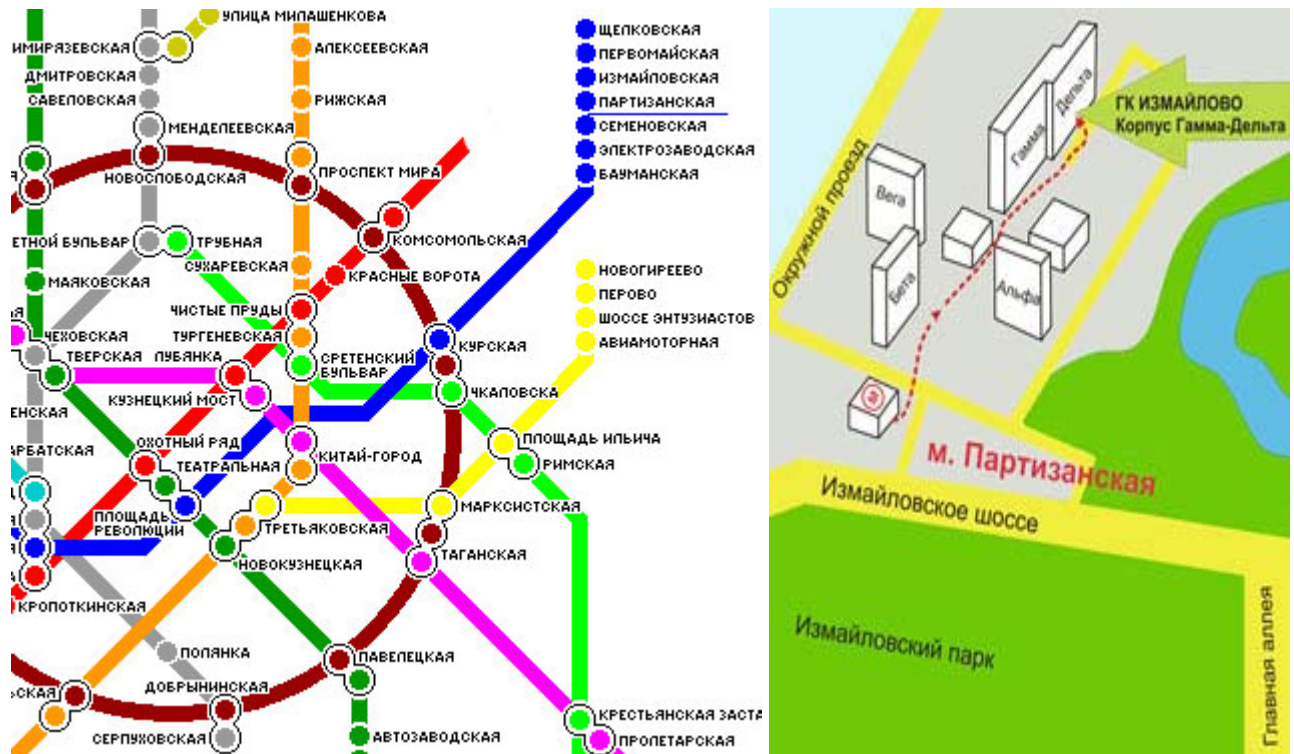 УЛИЦА МИЛАШЕНКОВА
ИМИРЯЗЕВСКАЯ
АЛЕКСЕЕВСКАЯ
ДМИТРОВСКАЯ
САВЕЛОВСКАЯ
РИЖСКАЯ
МЕНДЕЛЕЕВСКАЯ
НОВОСЛОБОДСКАЯ
ПРОСПЕКТ МИРА
ЕТНОЙ БУЛЬВАР
ТРУБНАЯ
КОМСОМОЛЬСКАЯ
СУХАРЕВСКАЯ
КРАСНЫЕ ВОРОТА
МАЯКОВСКАЯ
ЧИСТЫЕ ПРУДЫ
ТУРГЕНЕВСКАЯ
ЧЕХОВСКАЯ
ТВЕРСКАЯ
ЛУБЯНКА
СРЕТЕНСКИЙ
БУЛЬВАР
КУРСКАЯ
КУЗНЕЦКИЙ МОСТ
ЧКАЛОВСКА
ЕНСКАЯ
ОХОТНЫЙ РЯД
АРБАТСКАЯ
ТЕАТРАЛЬНАЯ
КИТАЙ-ГОРОД
ПЛОЩАДЬ ИЛЬИЧА
РИМСКАЯ
ПЛОЩАДЬ
РЕВОЛЮЦИИ
ТРЕТЬЯКОВСКАЯ
МАРКСИСТСКАЯ
НОВОКУЗНЕЦКАЯ
ТАГАНСКАЯ
КРОПОТКИНСКАЯ
ПОЛЯНКА
ПАВЕЛЕЦКАЯ
ДОБРЫНИНСКАЯ
ЬСКАЯ
СЕРПУХОВСКАЯ
АВТОЗАВОДСКАЯ
КРЕСТЬЯНСКАЯ ЗАСТА
ПРОЛЕТАРСКАЯ
ЩЕЛКОВСКАЯ
ПЕРВОМАЙСКАЯ
ИЗМАЙЛОВСКАЯ
ПАРТИЗАНСКАЯ
СЕМЕНОВСКАЯ
ЭЛЕКТРОЗАВОДСКАЯ
БАУМАНСКАЯ
НОВОГИРЕЕВО
ПЕРОВО
ШОССЕ ЭНТУЗИАСТОВ
АВИАМОТОРНАЯ
Окружной проезд
Дельта
Гамма
ГК ИЗМАЙЛОВО
Корпус Гамма-Дельта
Вега
Бета
Альфа
м. Партизанская
Измайловское шоссе
Измайловский парк
Главная аллея